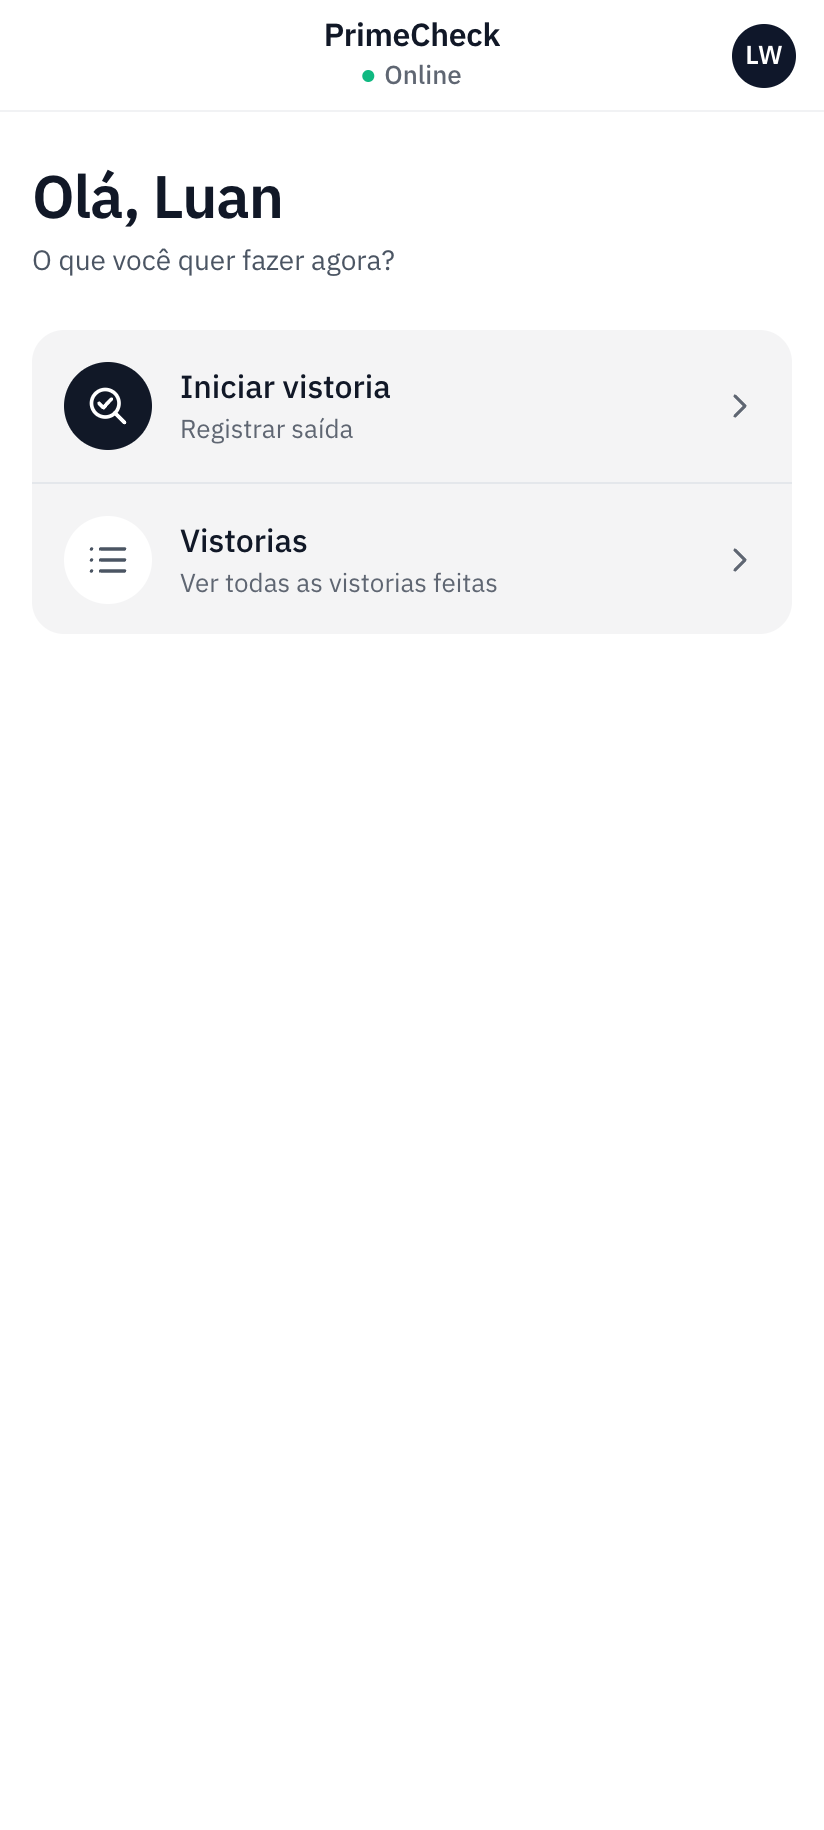 PrimeCheck
Online
LW
Olá, Luan
O que você quer fazer agora?
Iniciar vistoria
Registrar saída
Vistorias
Ver todas as vistorias feitas